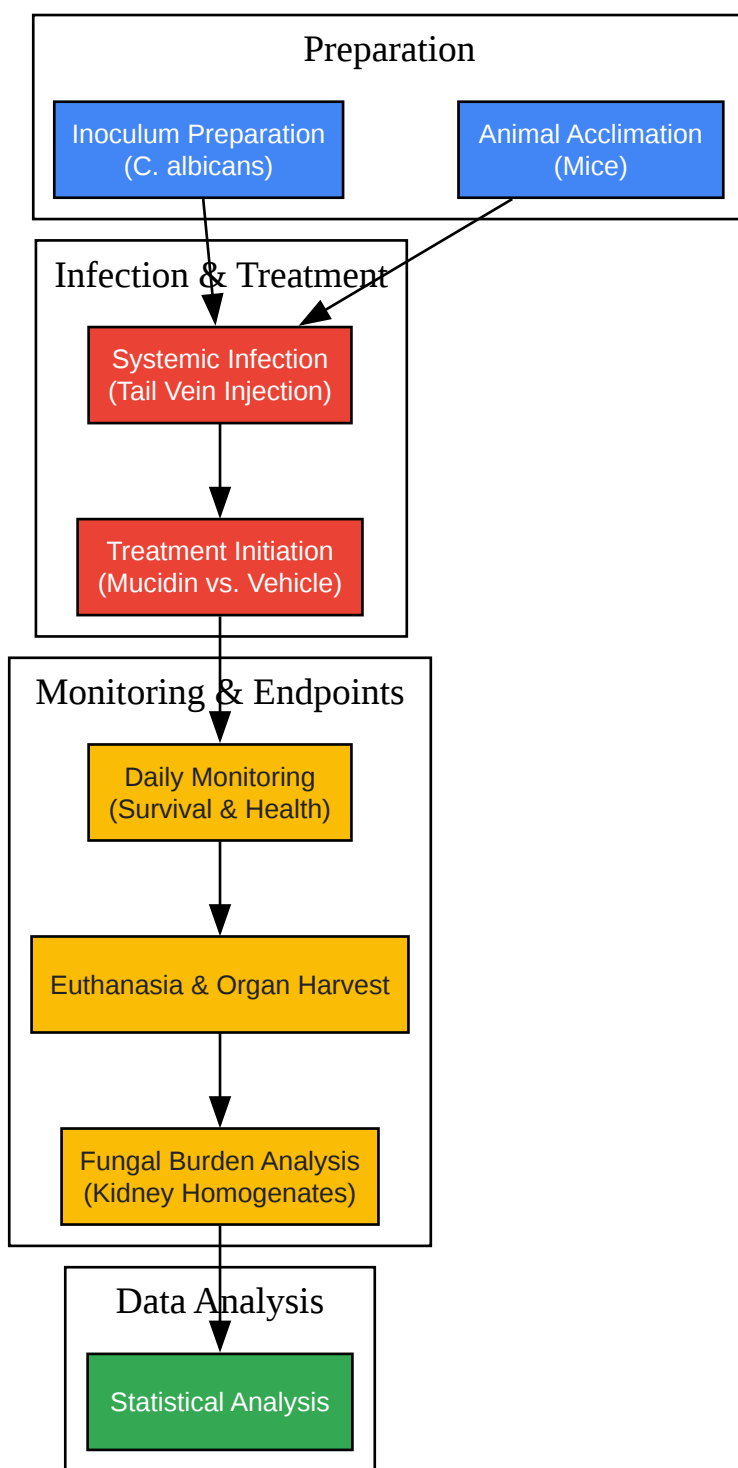 Preparation
Inoculum Preparation
(C. albicans)
Animal Acclimation
(Mice)
Infection & Treatment
Systemic Infection
(Tail Vein Injection)
Treatment Initiation
(Mucidin vs. Vehicle)
Monitoring & Endpoints
Daily Monitoring
(Survival & Health)
Euthanasia & Organ Harvest
Fungal Burden Analysis
(Kidney Homogenates)
Data Analysis
Statistical Analysis